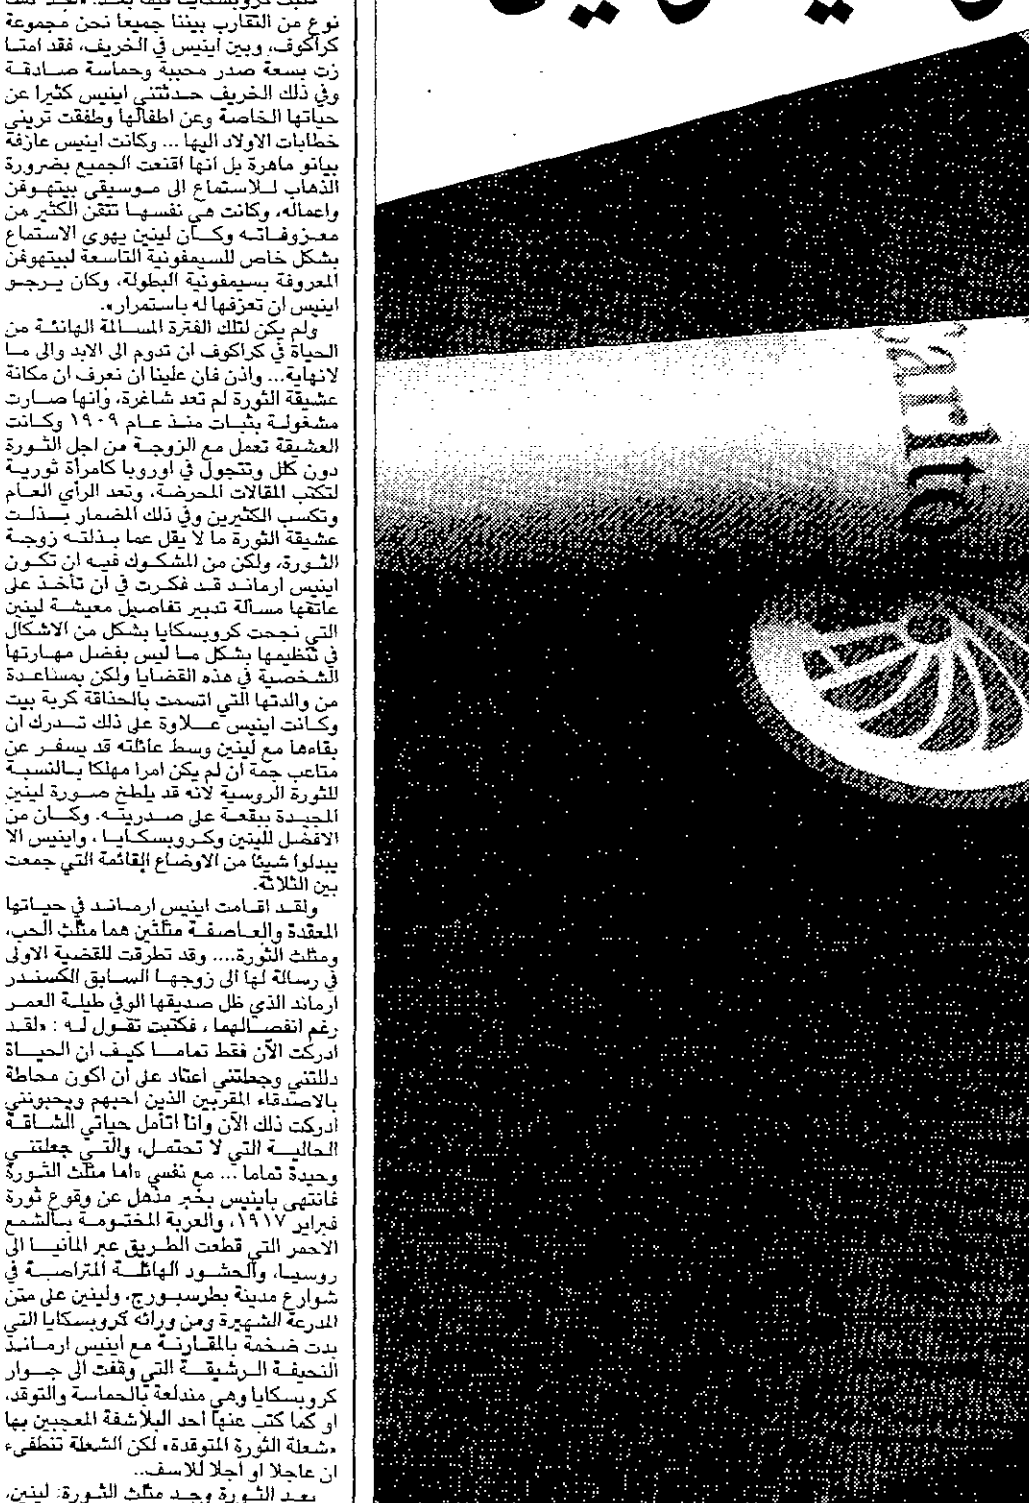 نوع من التقارب بيننا جميعا نحن مجموعة
كراكوف، وبين اينيس في الخريف، فقد امتا
زت بسعة صدر محببة وحماسة صادقة
وفي ذلك الخريف حدثتني اينيس كثيرا عن
حياتها الخاصة وعن اطفالها وطفقت تريني
خطابات الاولاد اليها ... وكانت اينيس عازفة
بيانو ماهرة بل انها اقنعت الجميع بضرورة
الذهاب للاستماع الى موسيقى بيتهوفن
واعماله، وكانت هي نفسها تتقن الكثير من
معزوفاته وكان لينين يهوى الاستماع
بشكل خاص للسيمفونية التاسعة لبيتهوفن
المعروفة بسيمفونية البطولة، وكان يرجو
اينيس ان تعزفها له باستمرار».
ولم يكن لتلك الفترة المسالمة الهانئة من
الحياة في كراكوف ان تدوم الى الابد والى ما
لانهاية... واذن فان علينا ان نعرف ان مكانة
عشيقة الثورة لم تعد شاغرة، وانها صارت
مشغولة بثبات منذ عام ١٩٠٩ وكانت
العشيقة تعمل مع الزوجة من اجل الثورة
دون كلل وتتجول في اوروبا كامرأة ثورية
لتكتب المقالات المحرضة، وتعد الرأي العام
وتكسب الكثيرين وفي ذلك المضمار بذلت
عشيقة الثورة ما لا يقل عما بذلته زوجة
الثورة، ولكن من المشكوك فيه ان تكون
اينيس ارماند قد فكرت في ان تأخذ على
عاتقها مسألة تدبير تفاصيل معيشة لينين
التي نجحت كروبسكايا بشكل من الاشكال
في تنظيمها بشكل ما ليس بفضل مهارتها
الشخصية في هذه القضايا ولكن بمساعدة
من والدتها التي اتسمت بالحذاقة كربة بيت
وكانت اينيس علاوة على ذلك تدرك ان
بقاءها مع لينين وسط عائلته قد يسفر عن
متاعب جمة ان لم يكن امرا مهلكا بالنسبة
للثورة الروسية لانه قد يلطخ صورة لينين
المجيدة ببقعة على صدريته. وكان من
الافضل للينين وكروبسكايا ، واينيس الا
يبدلوا شيئا من الاوضاع القائمة التي جمعت
بين الثلاثة.
ولقد اقامت اينيس ارماند في حياتها
المعقدة والعاصفة مثلثين هما مثلث الحب،
ومثلث الثورة.... وقد تطرقت للقضية الاولى
في رسالة لها الى زوجها السابق الكسندر
ارماند الذي ظل صديقها الوفي طيلة العمر
رغم انفصالهما ، فكتبت تقول له : «لقد
أدركت الآن فقط تماما كيف ان الحياة
دللتني وجعلتني أعتاد على ان اكون محاطة
بالاصدقاء المقربين الذين احبهم ويحبونني
أدركت ذلك الآن وانا اتأمل حياتي الشاقة
الحالية التي لا تحتمل، والتي جعلتني
وحيدة تماما ... مع نفسي «اما مثلث الثورة
فانتهى باينيس بخبر مذهل عن وقوع ثورة
فبراير ١٩١٧، والعربة المختومة بالشمع
الاحمر التي قطعت الطريق عبر المانيا الى
روسيا، والحشود الهائلة المتراصة في
شوارع مدينة بطرسبورج، ولينين على متن
المدرعة الشهيرة ومن ورائه كروبسكايا التي
بدت ضخمة بالمقارنة مع اينيس ارماند
النحيفة الرشيقة التي وقفت الى جوار
كروبسكايا وهي مندلعة بالحماسة والتوقد،
او كما كتب عنها احد البلاشفة المعجبين بها
«شعلة الثورة المتوقدة» لكن الشعلة تنطفىء
ان عاجلا او آجلا للاسف..
بعد الثورة وجد مثلث الثورة: لينين،
carlto